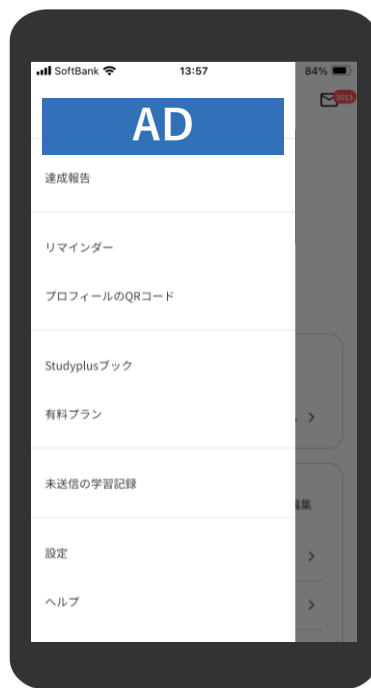 SoftBank 13:57 84%
3013
AD
達成報告
リマインダー
プロフィールのQRコード
Studyplusブック
有料プラン
未送信の学習記録
編集
設定
ヘルプ